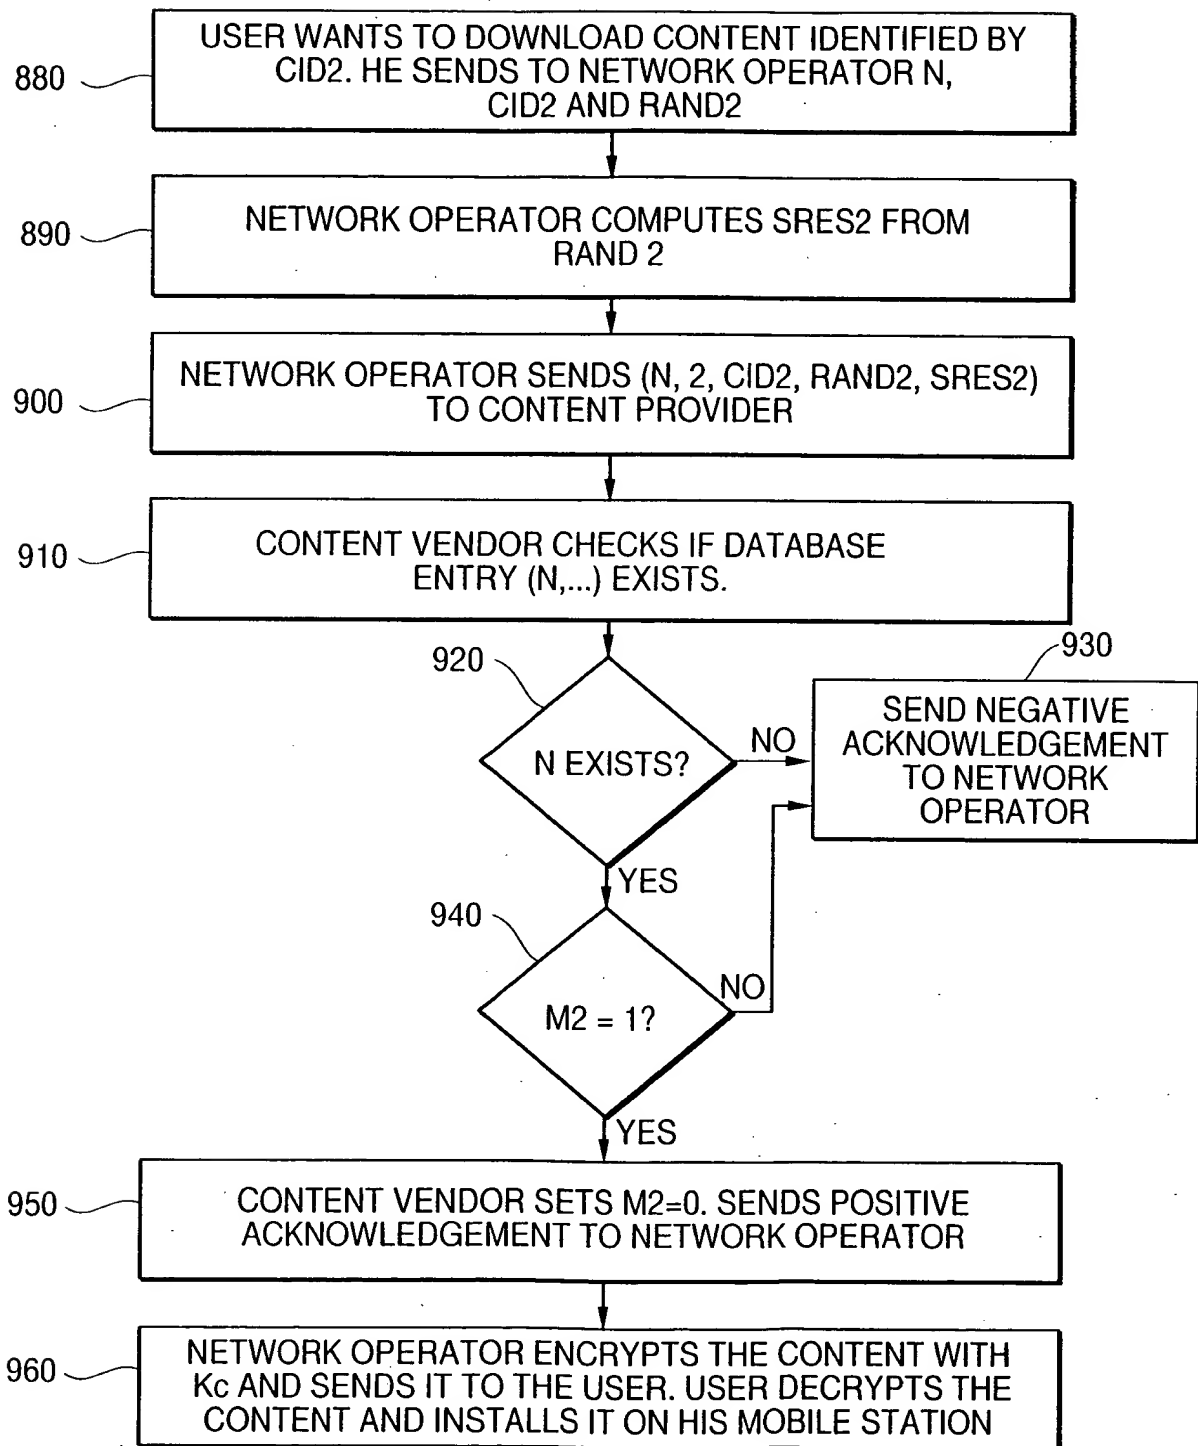 880
USER WANTS TO DOWNLOAD CONTENT IDENTIFIED BY
CID2. HE SENDS TO NETWORK OPERATOR N,
CID2 AND RAND2
890
NETWORK OPERATOR COMPUTES SRES2 FROM
RAND 2
900
NETWORK OPERATOR SENDS (N, 2, CID2, RAND2, SRES2)
TO CONTENT PROVIDER
910
CONTENT VENDOR CHECKS IF DATABASE
ENTRY (N,...) EXISTS.
920
N EXISTS?
NO
YES
930
SEND NEGATIVE
ACKNOWLEDGEMENT
TO NETWORK
OPERATOR
940
M2 = 1?
NO
YES
950
CONTENT VENDOR SETS M2=0. SENDS POSITIVE
ACKNOWLEDGEMENT TO NETWORK OPERATOR
960
NETWORK OPERATOR ENCRYPTS THE CONTENT WITH
Kc AND SENDS IT TO THE USER. USER DECRYPTS THE
CONTENT AND INSTALLS IT ON HIS MOBILE STATION